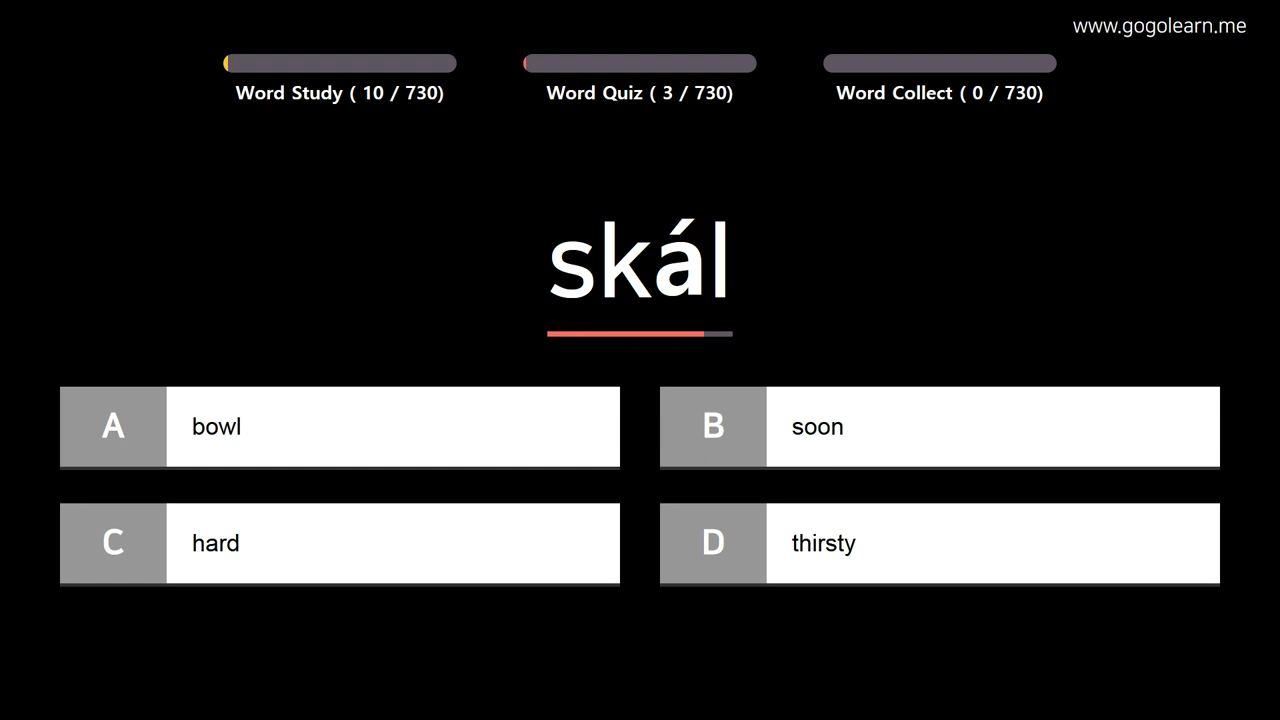 www.gogolearn.me
Word Study ( 10 / 730)
Word Quiz ( 3 / 730)
Word Collect ( 0 / 730)
skál
A bowl
B soon
C hard
D thirsty